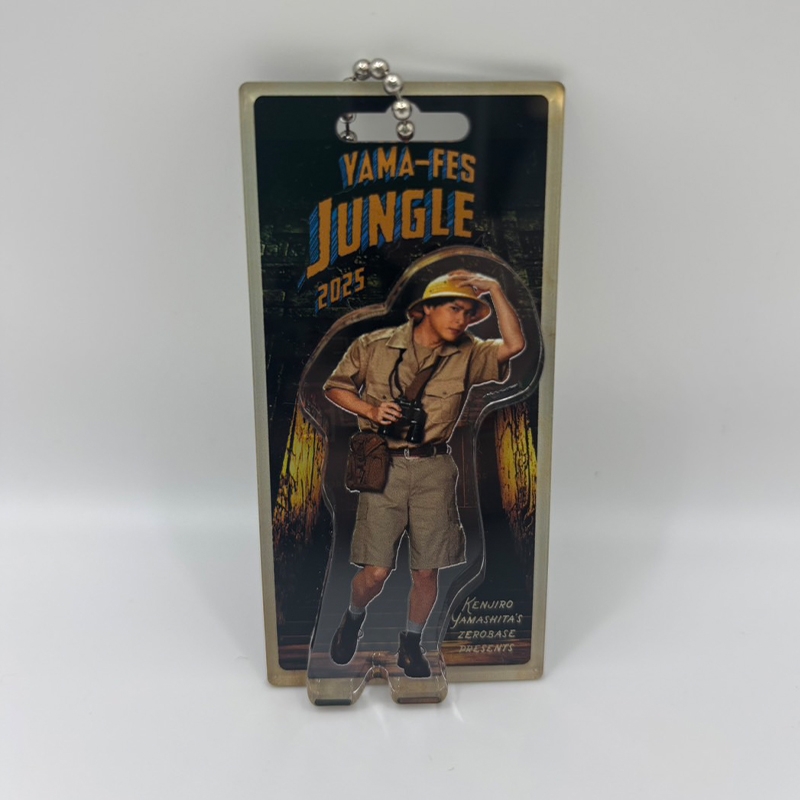 YAMA-FES
JUNGLE
2025
KENJIRO
YAMASHITA'S
ZEROBASE
PRESENTS